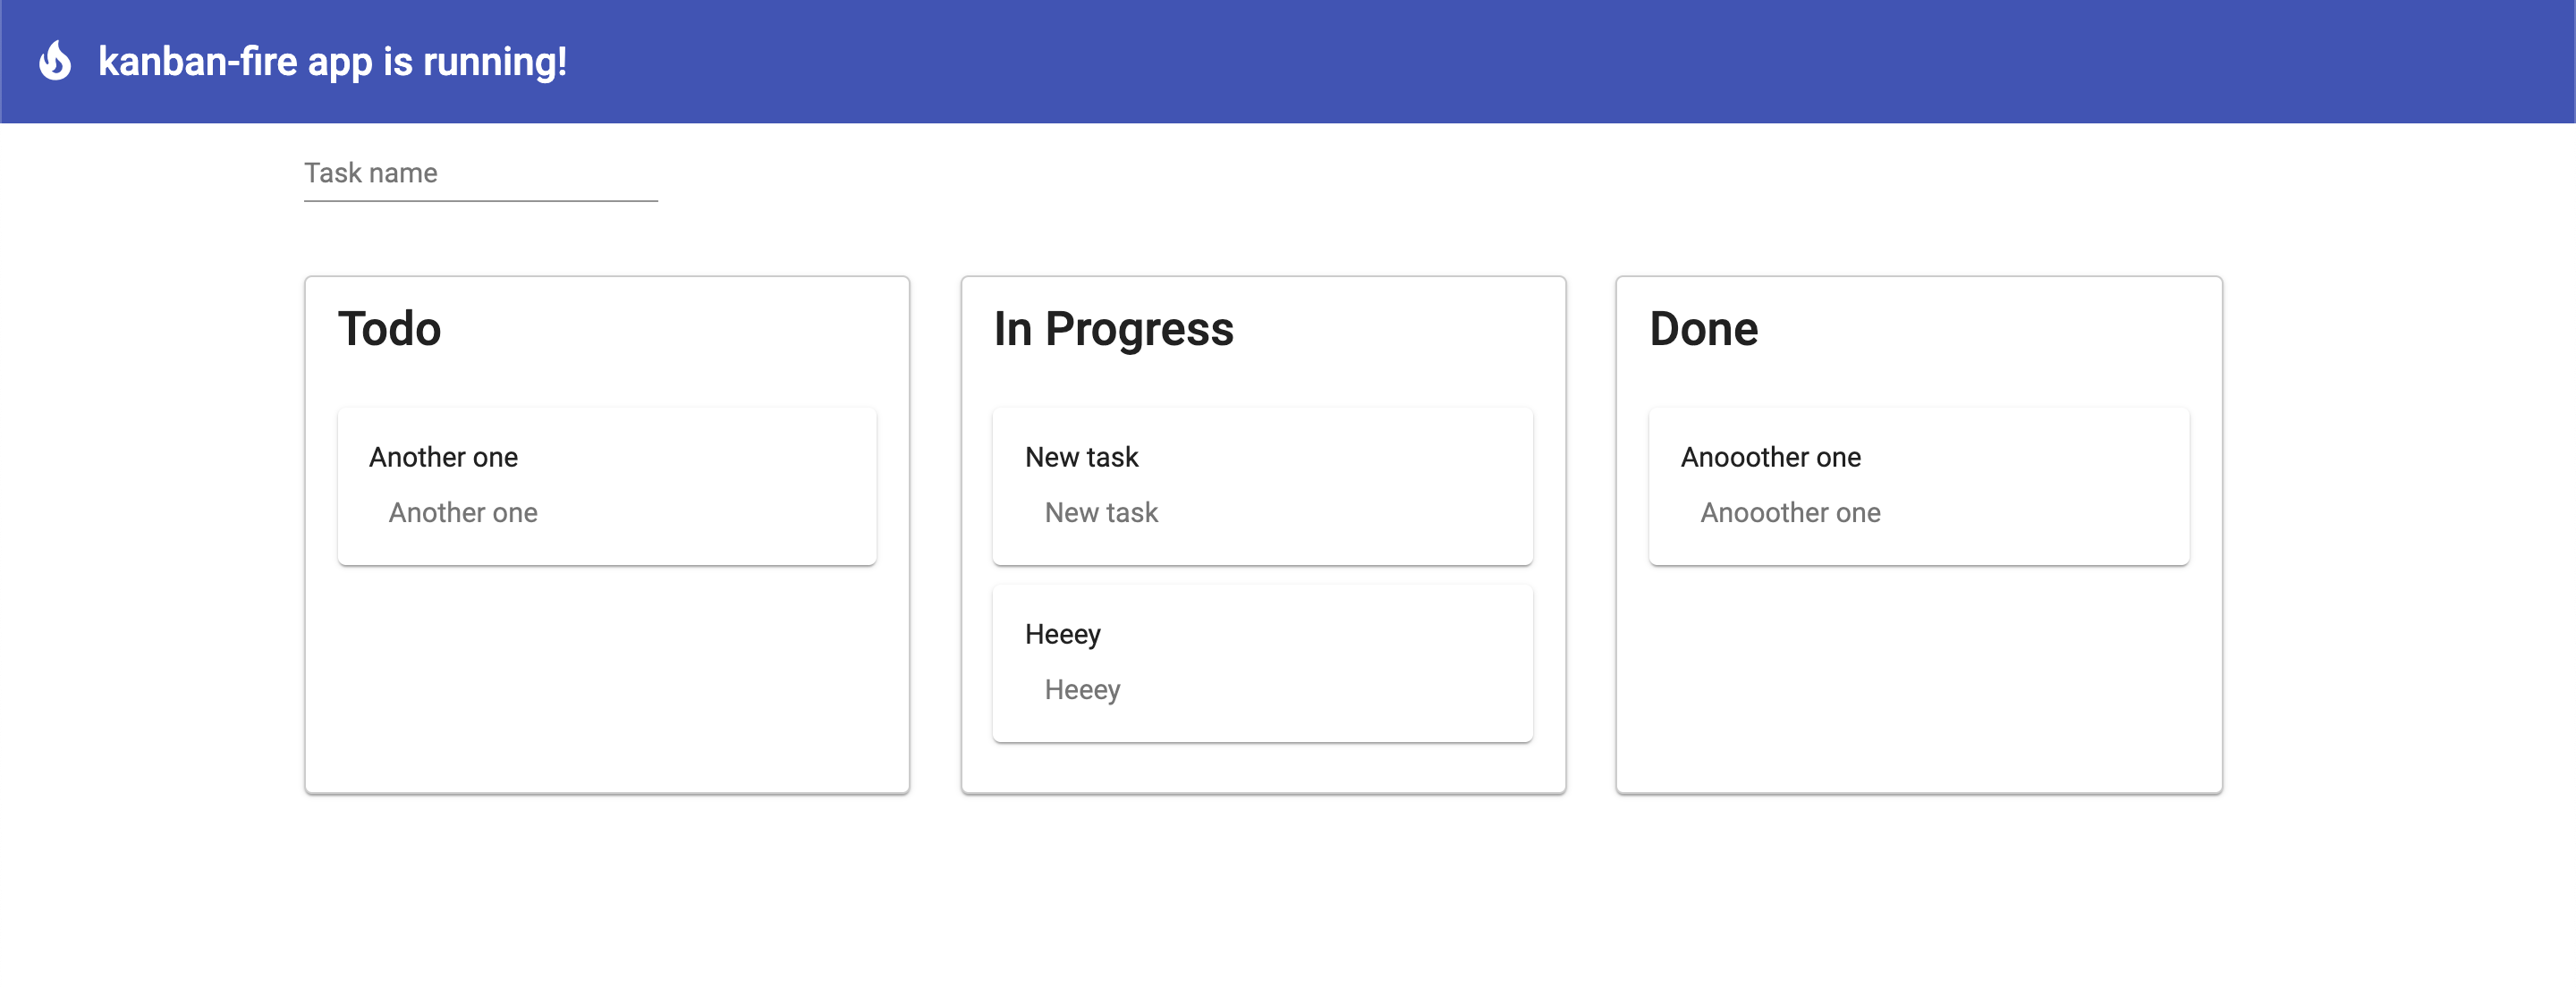 kanban-fire app is running!
Task name
Todo
Another one
Another one
In Progress
New task
New task
Heeey
Heeey
Done
Anooother one
Anooother one